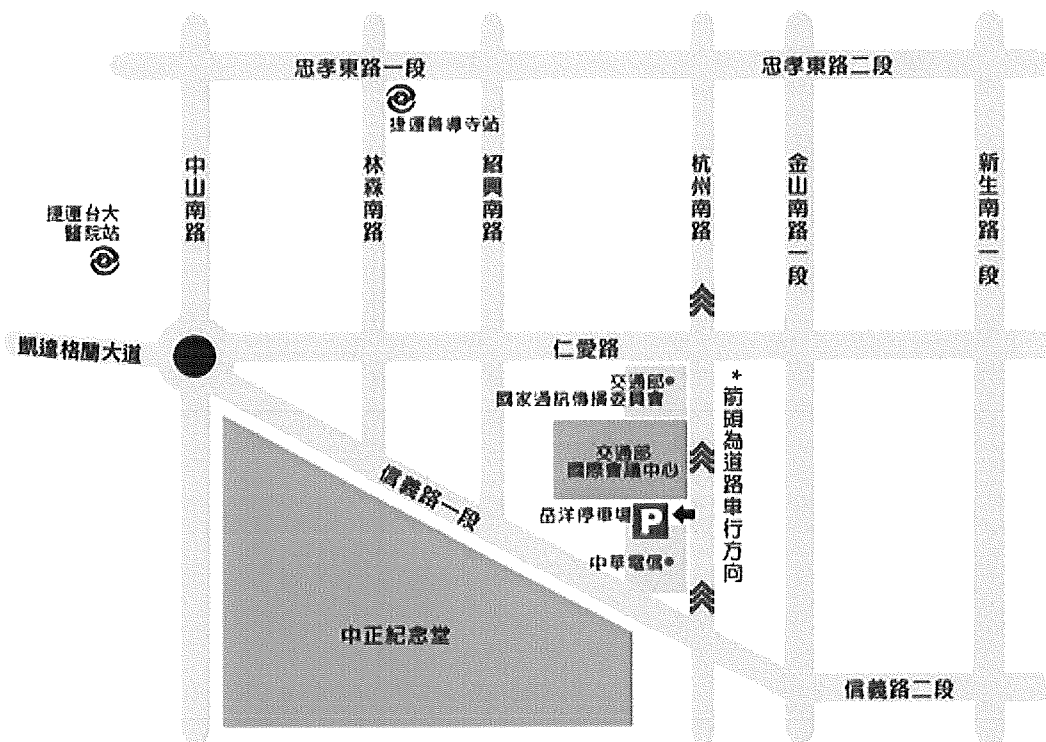 忠孝東路一段
忠孝東路二段
捷運善導寺站
中山南路
林森南路
紹興南路
杭州南路
金山南路一段
新生南路一段
捷運台大
醫院站
凱達格蘭大道
仁愛路
交通部
國家通訊傳播委員會
*箭頭為道路車行方向
交通部
國際會議中心
信義路一段
岳洋停車場
P
中華電信
中正紀念堂
信義路二段